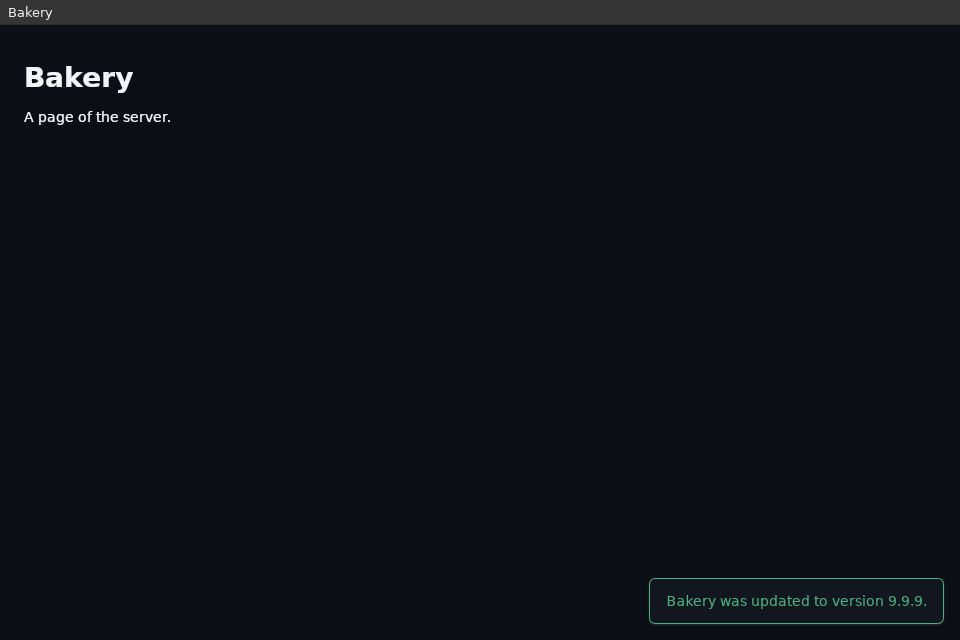 Bakery
Bakery
A page of the server.
Bakery was updated to version 9.9.9.